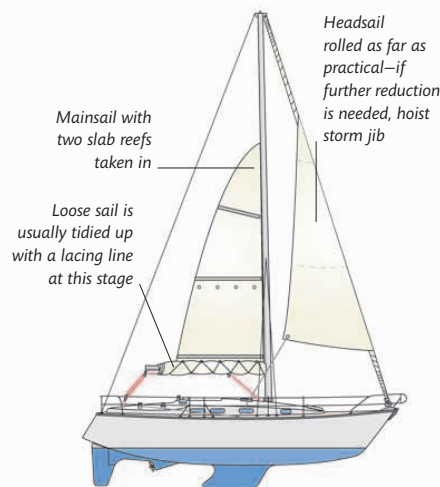 Headsail
rolled as far as
practical—if
further reduction
is needed, hoist
storm jib
Mainsail with
two slab reefs
taken in
Loose sail is
usually tidied up
with a lacing line
at this stage